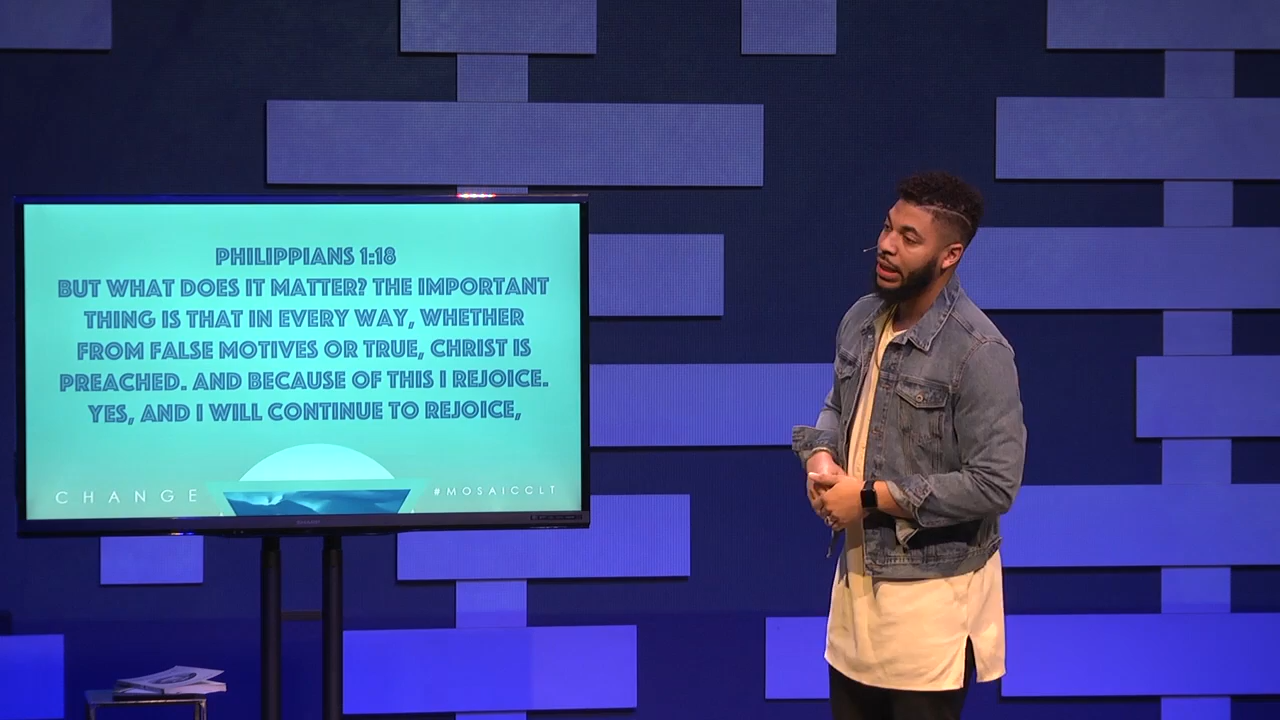 PHILIPPIANS 1:18
BUT WHAT DOES IT MATTER? THE IMPORTANT
THING IS THAT IN EVERY WAY, WHETHER
FROM FALSE MOTIVES OR TRUE, CHRIST IS
PREACHED. AND BECAUSE OF THIS I REJOICE.
YES, AND I WILL CONTINUE TO REJOICE,
CHANGE
#MOSAICCLT